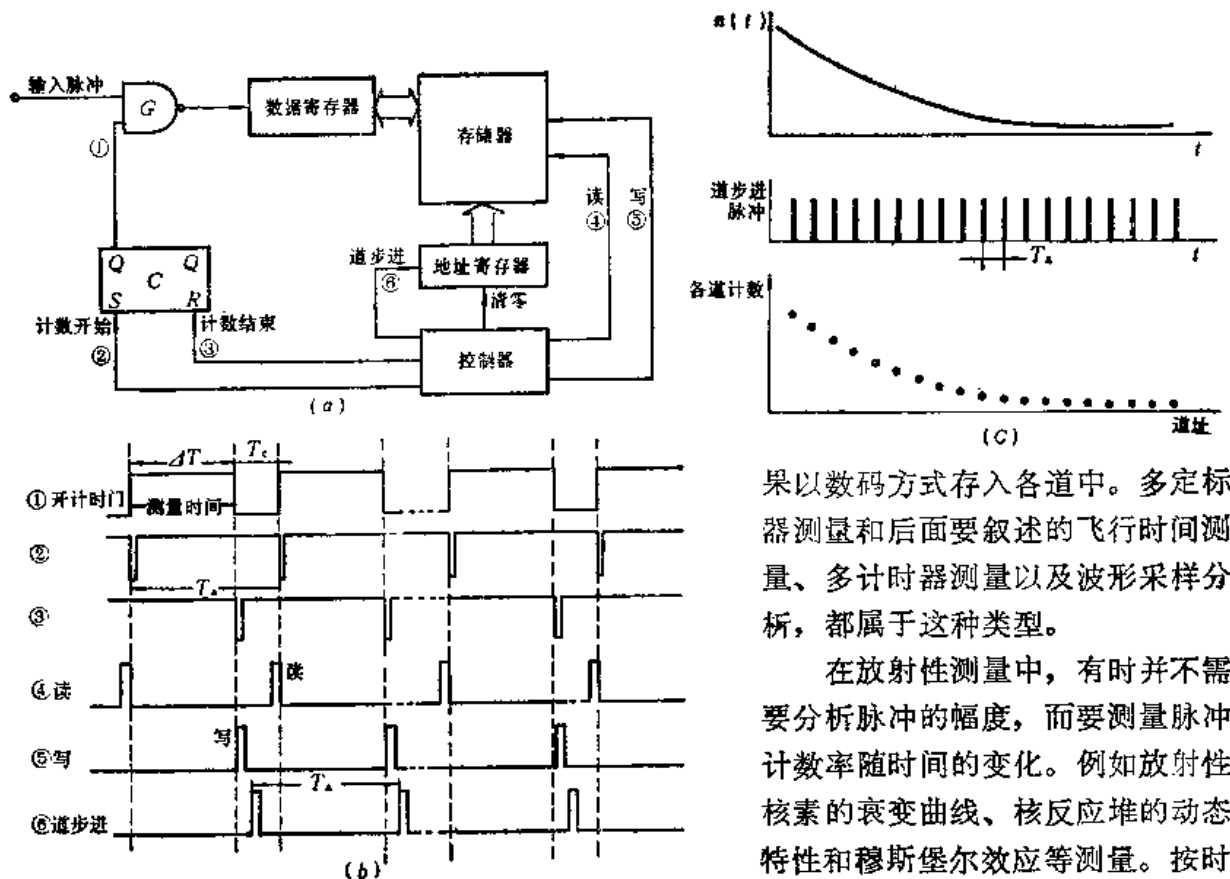 输入脉冲
G
①
数据寄存器
存储器
读
④
写
⑤
道步进
⑥
地址寄存器
清零
Q Q
C
S R
计数开始
②
计数结束
③
控制器
(a)
ΔT
①开计时门
测量时间
②
③
④读
读
⑤写
写
⑥道步进
(b)
n(t)
t
道步进
脉冲
t
各道计数
道址
(C)
果以数码方式存入各道中。多定标
器测量和后面要叙述的飞行时间测
量、多计时器测量以及波形采样分
析，都属于这种类型。
在放射性测量中，有时并不需
要分析脉冲的幅度，而要测量脉冲
计数率随时间的变化。例如放射性
核素的衰变曲线、核反应堆的动态
特性和穆斯堡尔效应等测量。按时